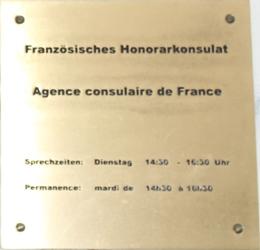 Französisches Honorarkonsulat
Agence consulaire de France
Sprechzeiten: Dienstag 14:30 - 16:30 Uhr
Permanence: mardi de 14h30 à 16h30